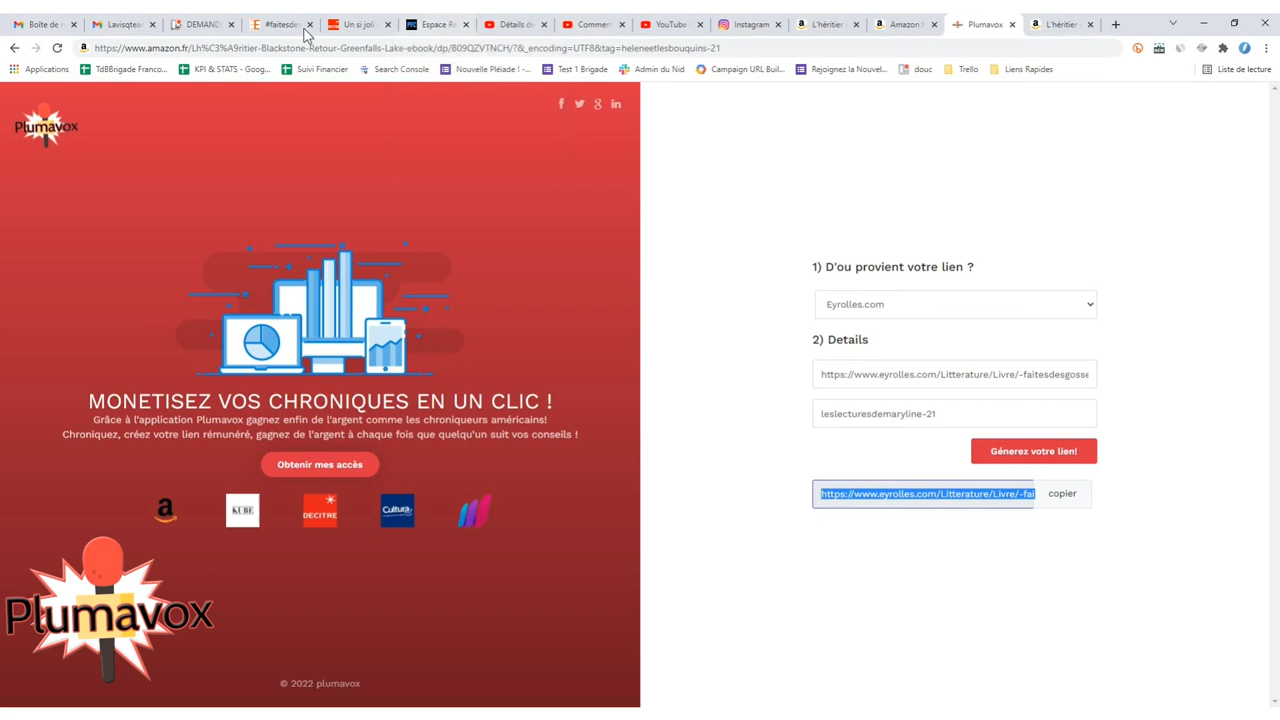 Boîte de r
Lavisqteam
DEMAND
#faitesdes
Un si joli
Espace Re
Détails de
Comment
YouTube
Instagram
L'héritier
Amazon.f
Plumavox
L'héritier
https://www.amazon.fr/Lh%C3%A9ritier-Blackstone-Retour-Greenfalls-Lake-ebook/dp/B09QZVTNCH/?&_encoding=UTF8&tag=heleneetlesbouquins-21
Applications
TdBBrigade Franco...
KPI & STATS - Goog...
Suivi Financier
Search Console
Nouvelle Pléiade ! -...
Test 1 Brigade
Admin du Nid
Campaign URL Buil...
Rejoignez la Nouvel...
douc
Trello
Liens Rapides
Liste de lecture
Plumavox
1) D'ou provient votre lien ?
Eyrolles.com
2) Details
https://www.eyrolles.com/Litterature/Livre/-faitesdesgosse
leslecturesdemaryline-21
Génerez votre lien!
https://www.eyrolles.com/Litterature/Livre/-fai
copier
MONETISEZ VOS CHRONIQUES EN UN CLIC !
Grâce à l'application Plumavox gagnez enfin de l'argent comme les chroniqueurs américains!
Chroniquez, créez votre lien rémunéré, gagnez de l'argent à chaque fois que quelqu'un suit vos conseils !
Obtenir mes accès
a
KUBE
DECITRE
Cultura
Plumavox
© 2022 plumavox